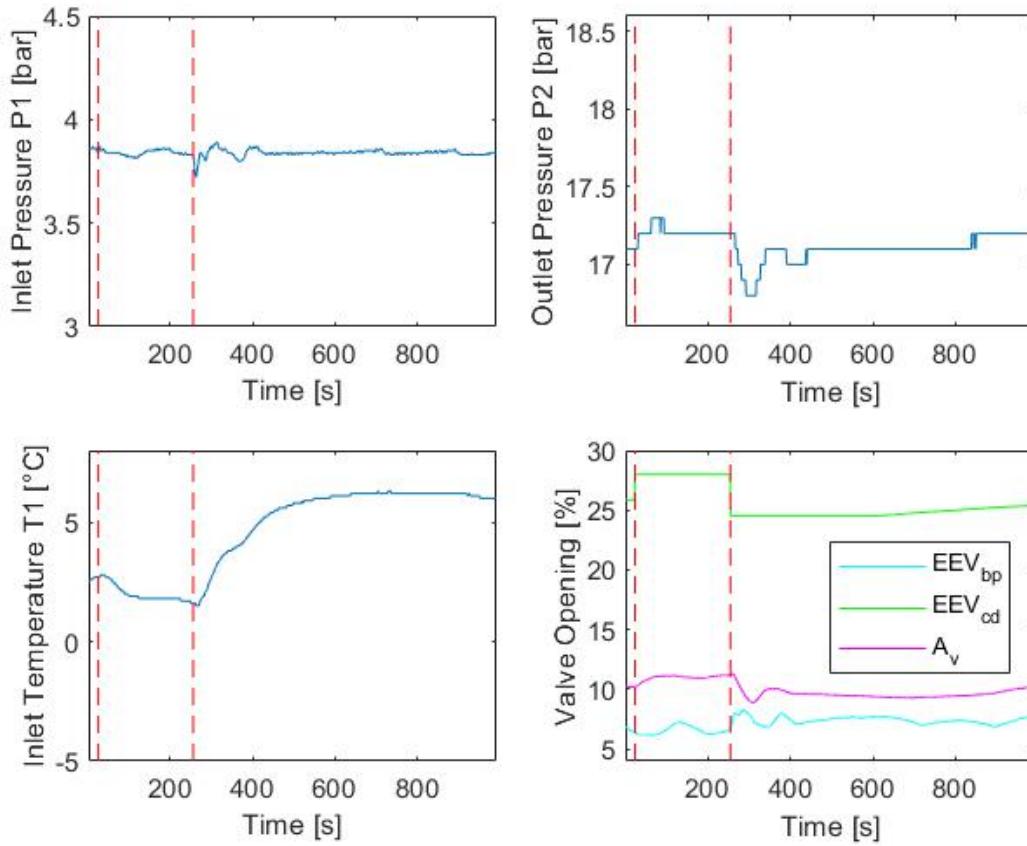 4.5
4
3.5
3
Inlet Pressure P1 [bar]
200 400 600 800
Time [s]
18.5
18
17.5
17
Outlet Pressure P2 [bar]
200 400 600 800
Time [s]
5
0
-5
Inlet Temperature T1 [°C]
200 400 600 800
Time [s]
30
25
20
15
10
5
Valve Opening [%]
EEV_bp
EEV_cd
A_v
200 400 600 800
Time [s]